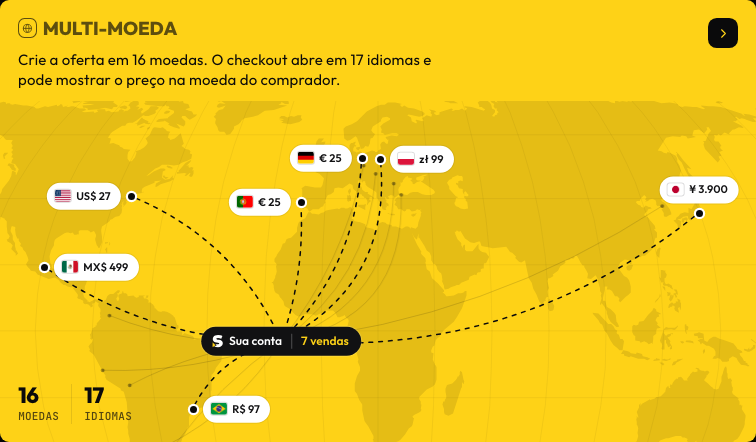 MULTI-MOEDA
Crie a oferta em 16 moedas. O checkout abre em 17 idiomas e
pode mostrar o preço na moeda do comprador.
€ 25
zł 99
¥ 3.900
US$ 27
€ 25
MX$ 499
S Sua conta 7 vendas
16
MOEDAS
17
IDIOMAS
R$ 97